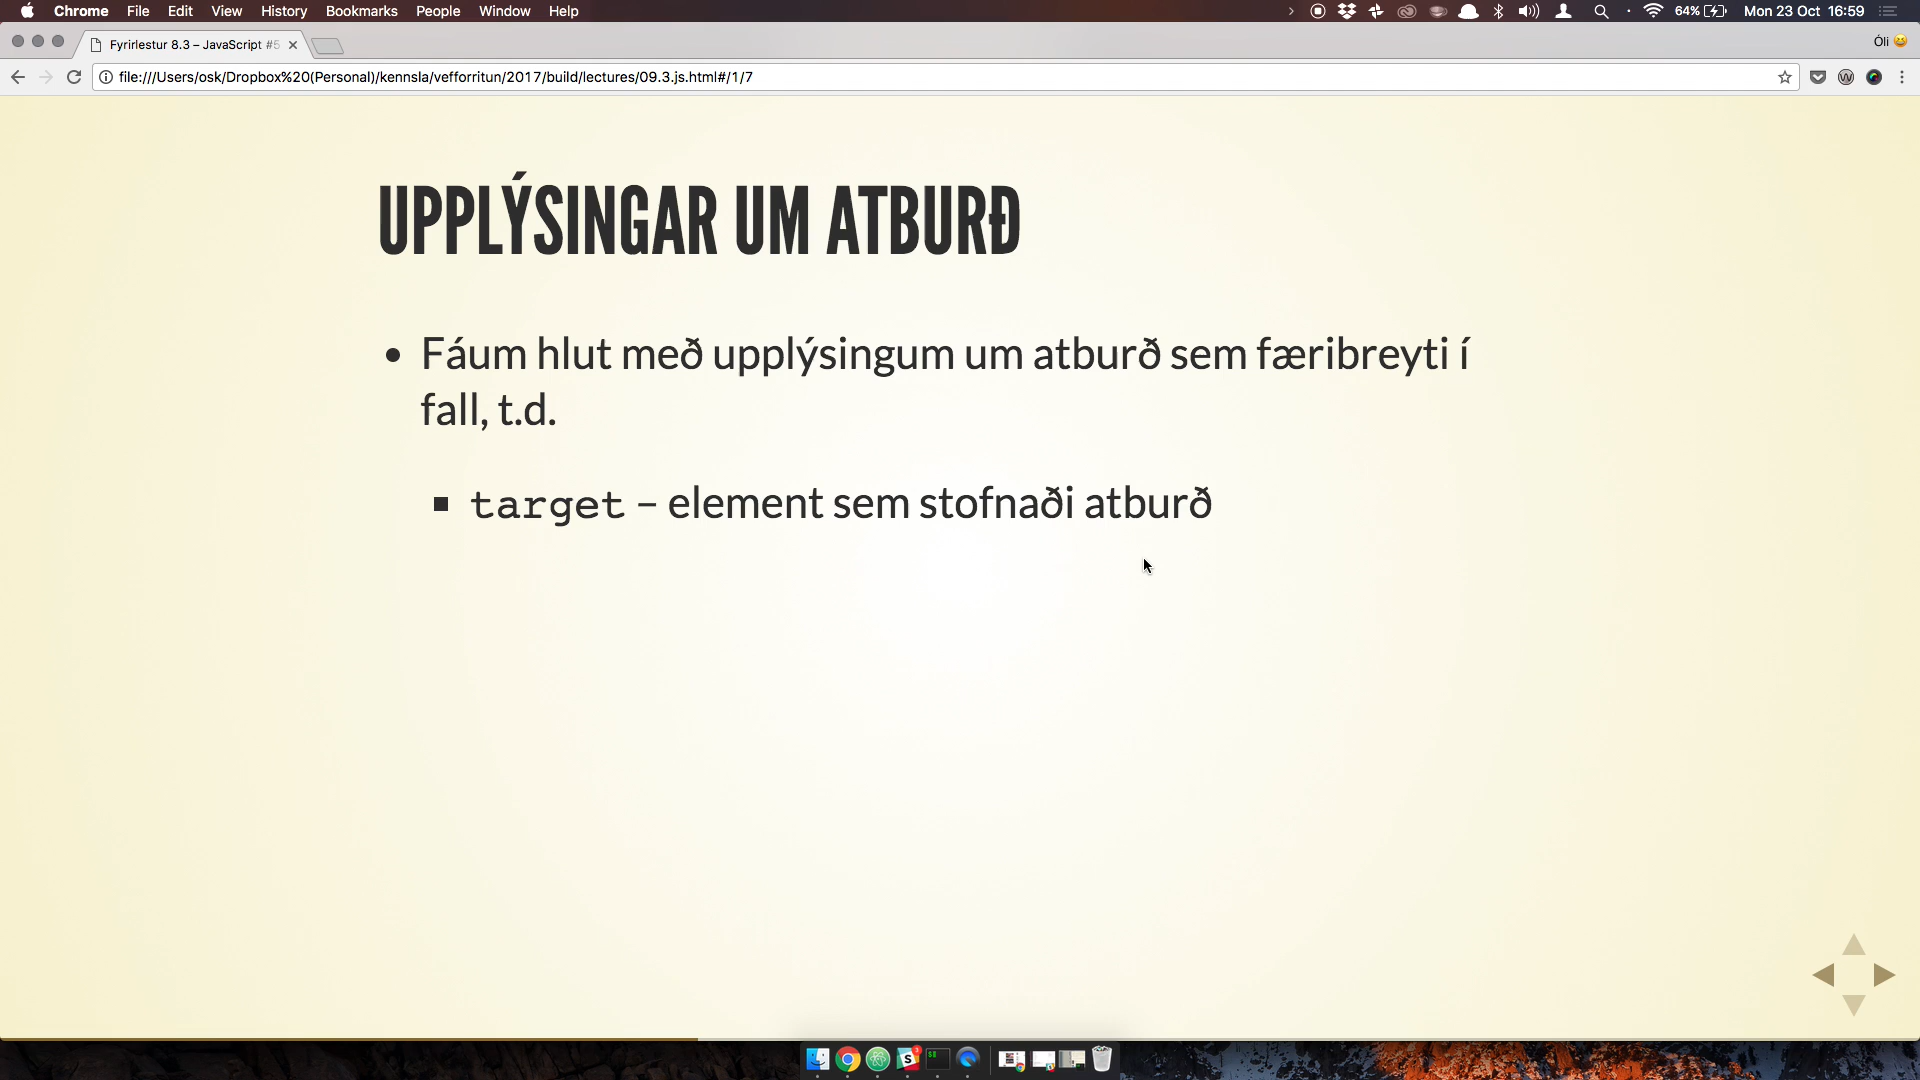 Chrome File Edit View History Bookmarks People Window Help 64% Mon 23 Oct 16:59
Fyrirlestur 8.3 – JavaScript #5 Óli
file:///Users/osk/Dropbox%20(Personal)/kennsla/vefforritun/2017/build/lectures/09.3.js.html#/1/7
UPPLÝSINGAR UM ATBURÐ
Fáum hlut með upplýsingum um atburð sem færibreyti í
fall, t.d.
target – element sem stofnaði atburð